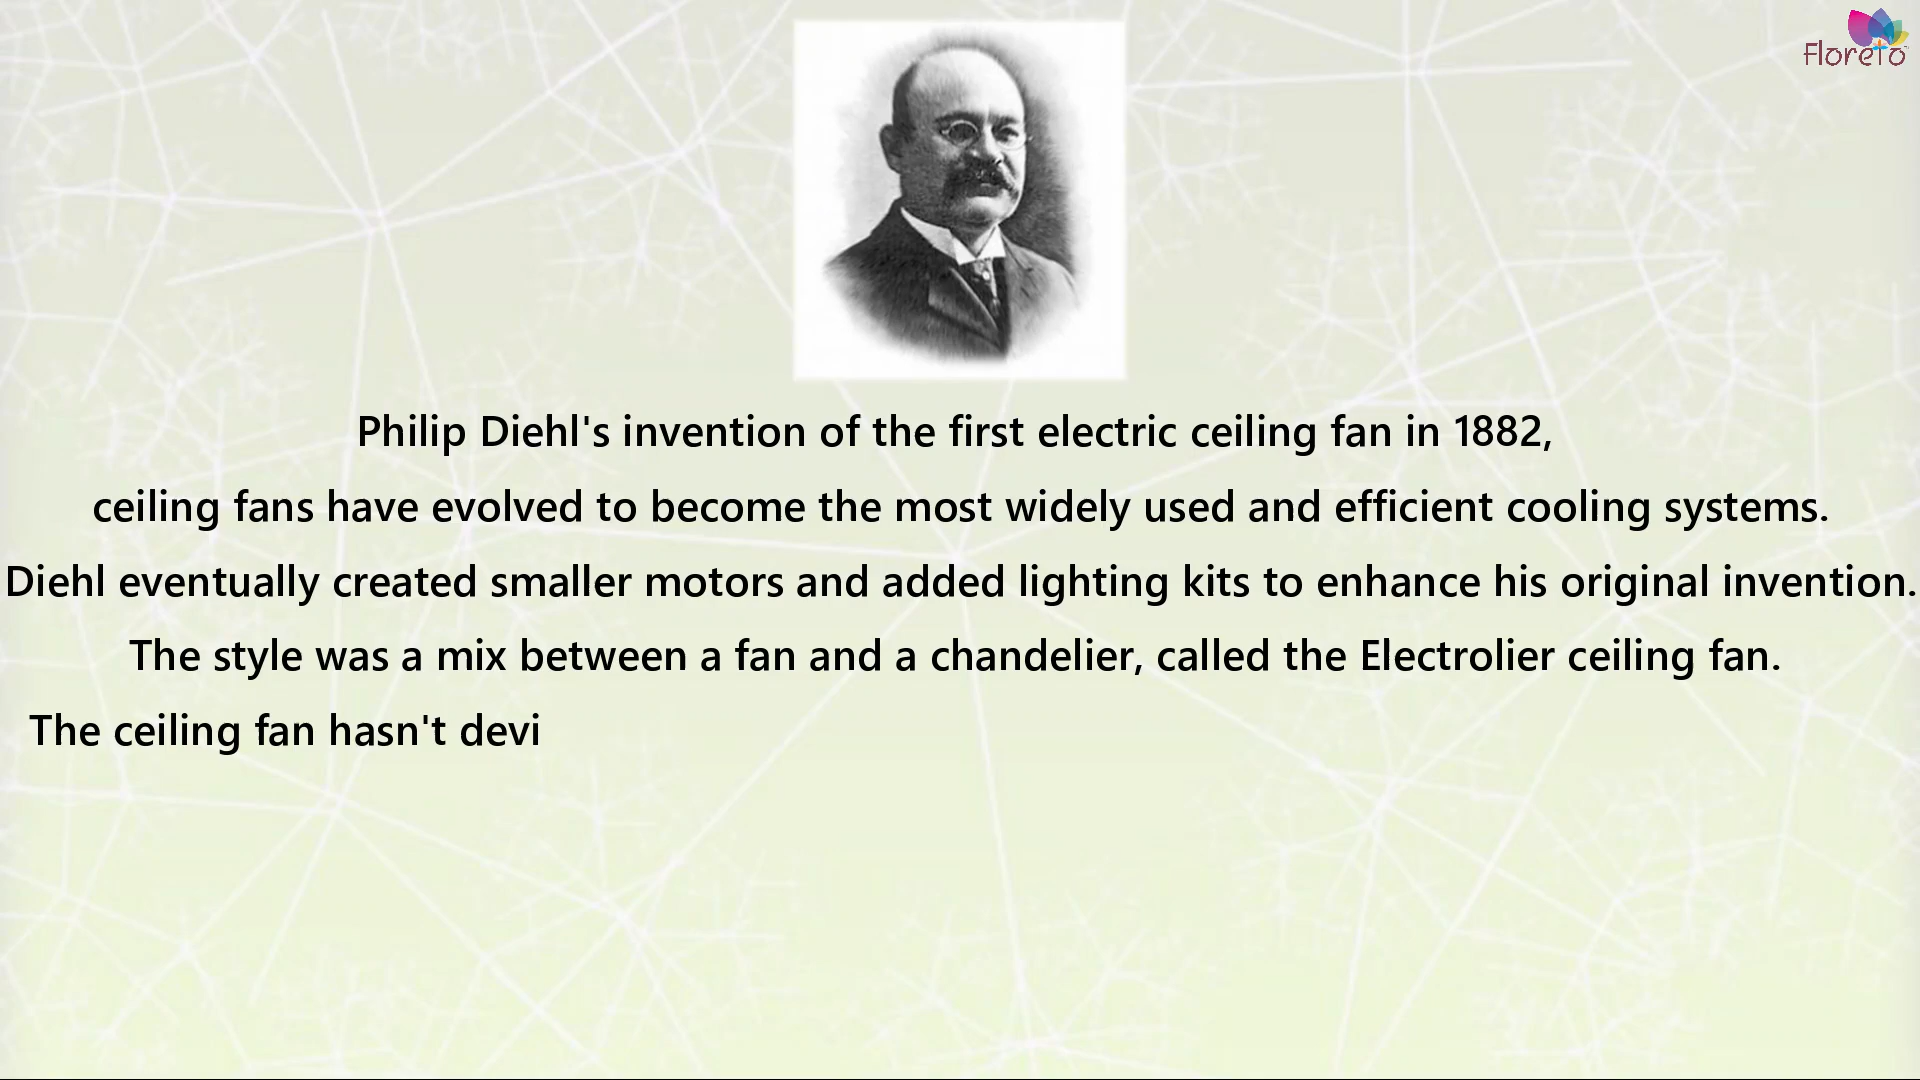 Floreto
Philip Diehl's invention of the first electric ceiling fan in 1882,
ceiling fans have evolved to become the most widely used and efficient cooling systems.
Diehl eventually created smaller motors and added lighting kits to enhance his original invention.
The style was a mix between a fan and a chandelier, called the Electrolier ceiling fan.
The ceiling fan hasn't devi